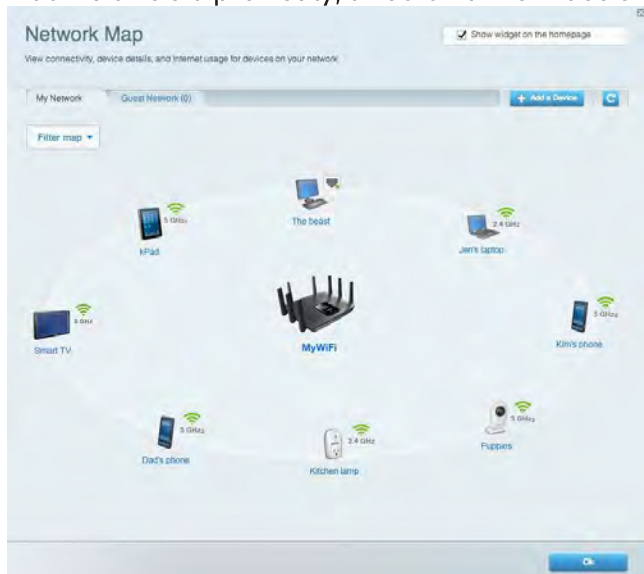 Network Map
Show widget on the homepage
View connectivity, device details, and Internet usage for devices on your network
My Network
Guest Network (0)
+ Add a Device
Filter map
The beast
5 GHz
kPad
2.4 GHz
Jen's laptop
5 GHz
Smart TV
MyWiFi
5 GHz
Kim's phone
5 GHz
Dad's phone
2.4 GHz
Kitchen lamp
5 GHz
Puppies
Ok